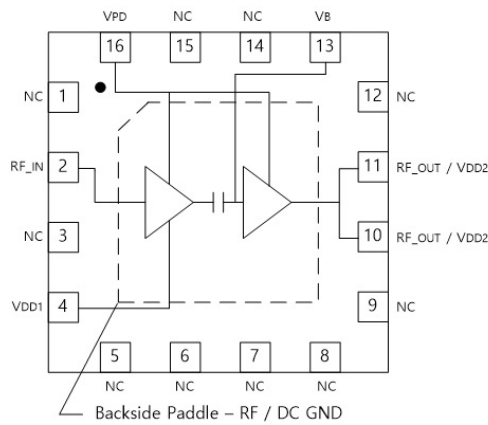 VPD NC NC VB
16 15 14 13
NC 1 12 NC
RF_IN 2 11 RF_OUT / VDD2
NC 3 10 RF_OUT / VDD2
VDD1 4 9 NC
5 6 7 8
NC NC NC NC
Backside Paddle – RF / DC GND